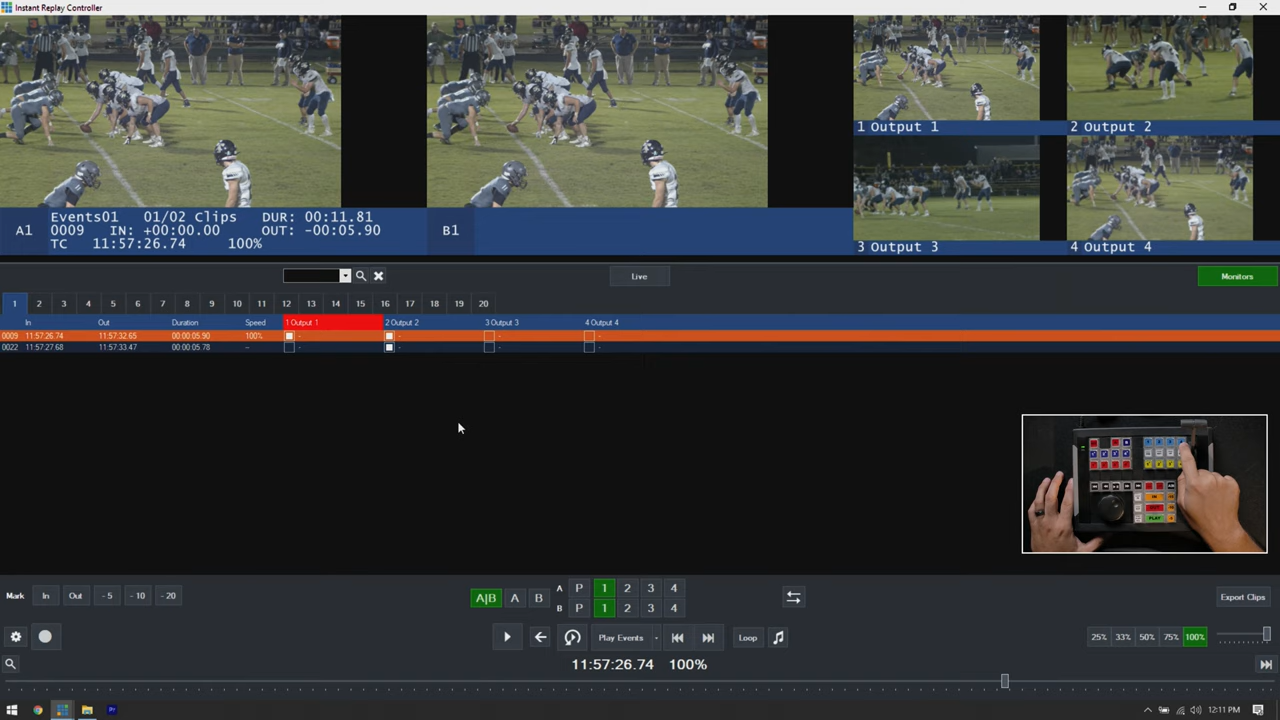 Instant Replay Controller
A1 Events01 01/02 Clips DUR: 00:11.81
0009 IN: +00:00.00 OUT: -00:05.90
TC 11:57:26.74 100%
B1
1 Output 1
2 Output 2
3 Output 3
4 Output 4
Live
Monitors
1 2 3 4 5 6 7 8 9 10 11 12 13 14 15 16 17 18 19 20
In Out Duration Speed 1 Output 1 2 Output 2 3 Output 3 4 Output 4
0009 11:57:26.74 11:57:32.65 00:00:05.90 100% - - - -
0022 11:57:27.68 11:57:33.47 00:00:05.78 -- - - - -
Mark In Out - 5 - 10 - 20
A|B A B
A P 1 2 3 4
B P 1 2 3 4
Export Clips
Play Events
Loop
25% 33% 50% 75% 100%
11:57:26.74 100%
12:11 PM